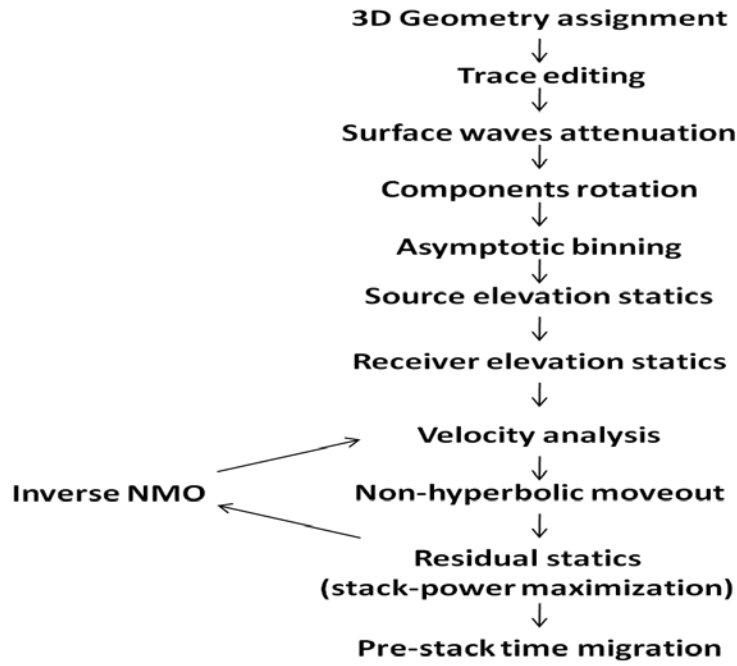 3D Geometry assignment
Trace editing
Surface waves attenuation
Components rotation
Asymptotic binning
Source elevation statics
Receiver elevation statics
Velocity analysis
Inverse NMO
Non-hyperbolic moveout
Residual statics
(stack-power maximization)
Pre-stack time migration